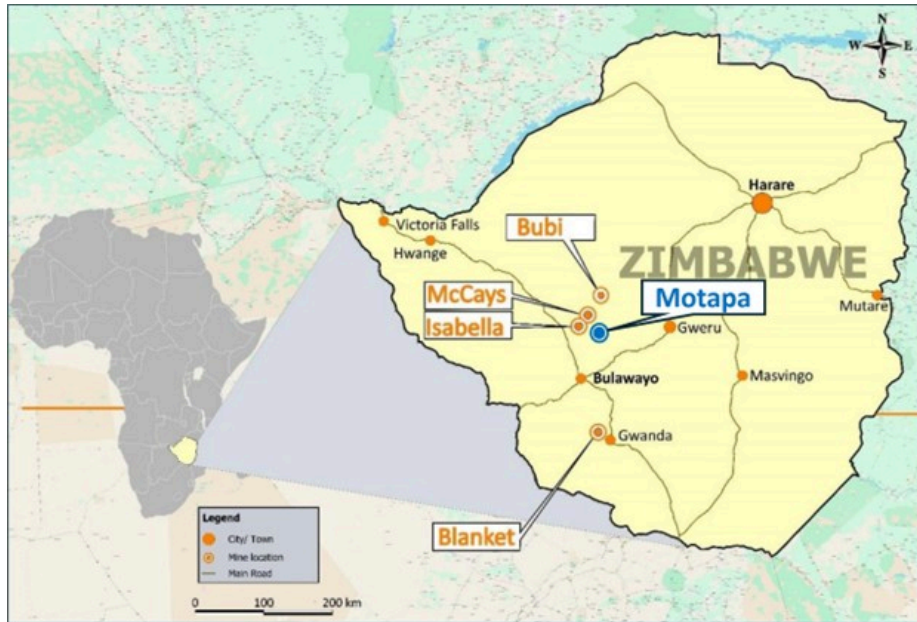 N
W E
S
Harare
Victoria Falls
Hwange
Bubi
ZIMBABWE
McCays
Motapa
Isabella
Mutare
Gweru
Bulawayo
Masvingo
Gwanda
Blanket
Legend
City/ Town
Mine location
Main Road
0 100 200 km